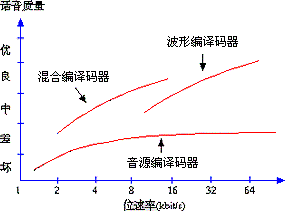 话音质量
优
良
中
差
坏
波形编译码器
混合编译码器
音源编译码器
1 2 4 8 16 32 64
位速率(kbit/s)